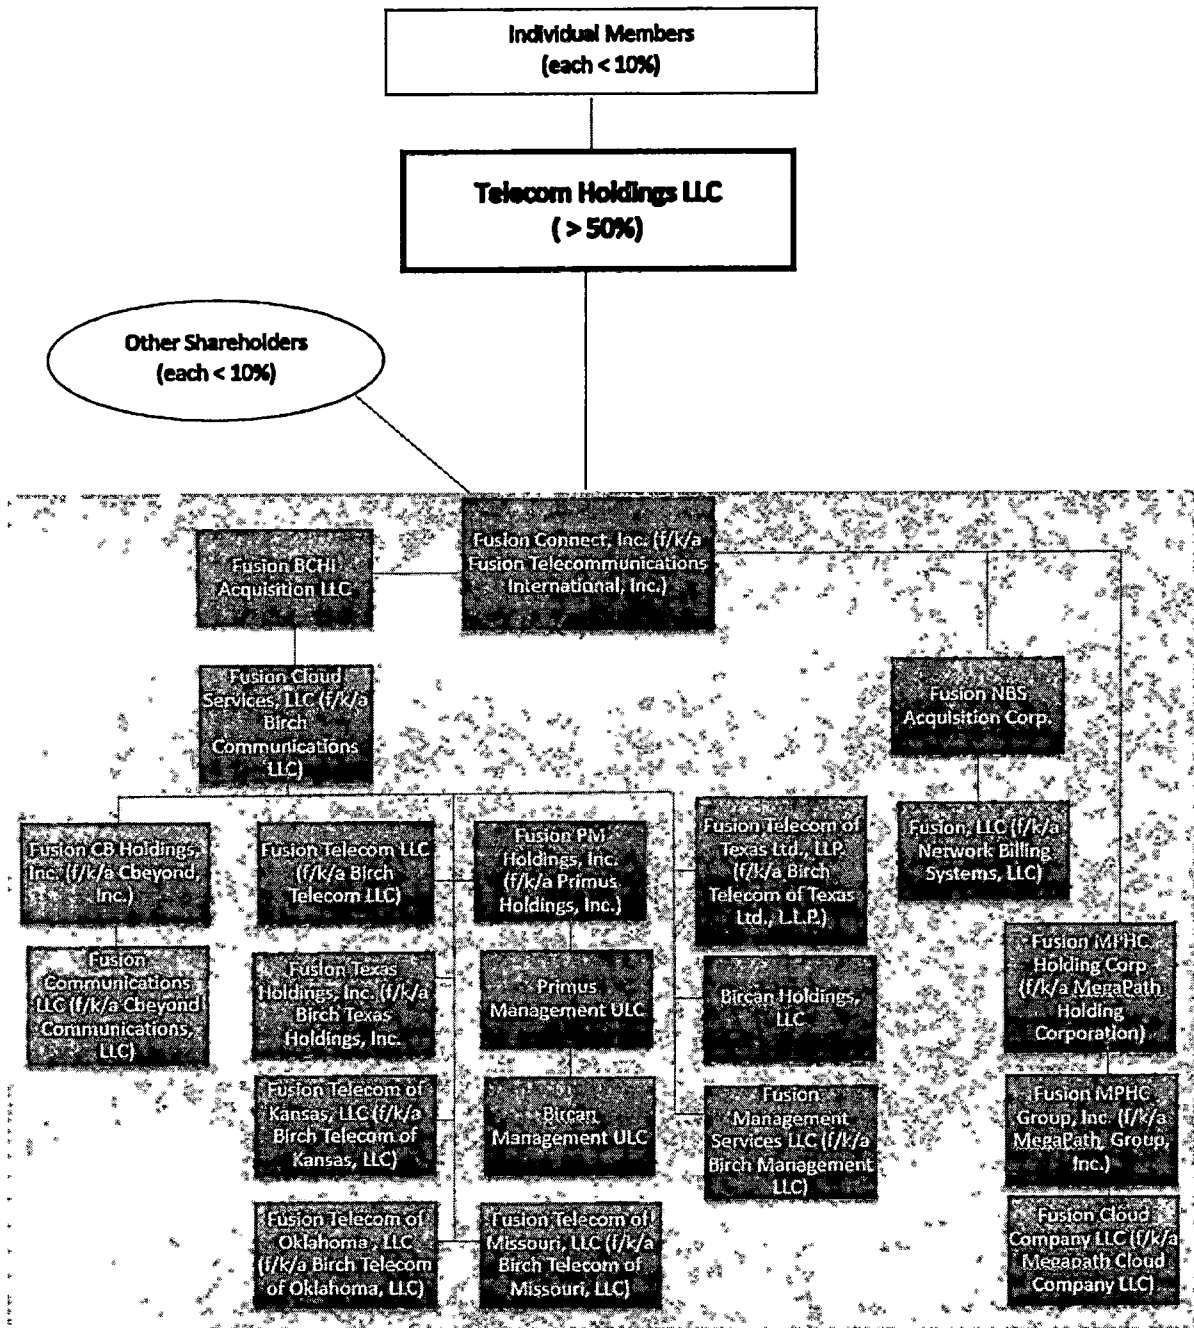 Individual Members
(each < 10%)
Telecom Holdings LLC
( > 50%)
Other Shareholders
(each < 10%)
Fusion Connect, Inc. (f/k/a
Fusion Telecommunications
International, Inc.)
Fusion BCHI
Acquisition LLC
Fusion Cloud
Services, LLC (f/k/a
Birch
Communications
LLC)
Fusion NBS
Acquisition Corp.
Fusion CB Holdings,
Inc. (f/k/a Cbeyond,
Inc.)
Fusion Telecom LLC
(f/k/a Birch
Telecom LLC)
Fusion PM
Holdings, Inc.
(f/k/a Primus
Holdings, Inc.)
Fusion Telecom of
Texas Ltd., LLP.
(f/k/a Birch
Telecom of Texas
Ltd., L.L.P.)
Fusion, LLC (f/k/a
Network Billing
Systems, LLC)
Fusion
Communications
LLC (f/k/a Cbeyond
Communications,
LLC)
Fusion Texas
Holdings, Inc. (f/k/a
Birch Texas
Holdings, Inc.
Primus
Management ULC
Bircan Holdings,
LLC
Fusion MPHC
Holding Corp
(f/k/a MegaPath
Holding
Corporation)
Fusion Telecom of
Kansas, LLC (f/k/a
Birch Telecom of
Kansas, LLC)
Bircan
Management ULC
Fusion
Management
Services LLC (f/k/a
Birch Management
LLC)
Fusion MPHC
Group, Inc. (f/k/a
MegaPath Group,
Inc.)
Fusion Telecom of
Oklahoma , LLC
(f/k/a Birch Telecom
of Oklahoma, LLC)
Fusion Telecom of
Missouri, LLC (f/k/a
Birch Telecom of
Missouri, LLC)
Fusion Cloud
Company LLC (f/k/a
Megapath Cloud
Company LLC)